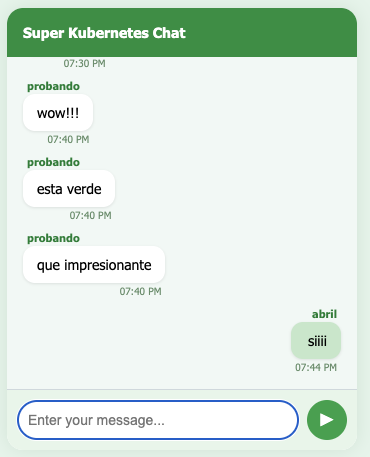 Super Kubernetes Chat
07:30 PM
probando
wow!!!
07:40 PM
probando
esta verde
07:40 PM
probando
que impresionante
07:40 PM
abril
siiii
07:44 PM
Enter your message...